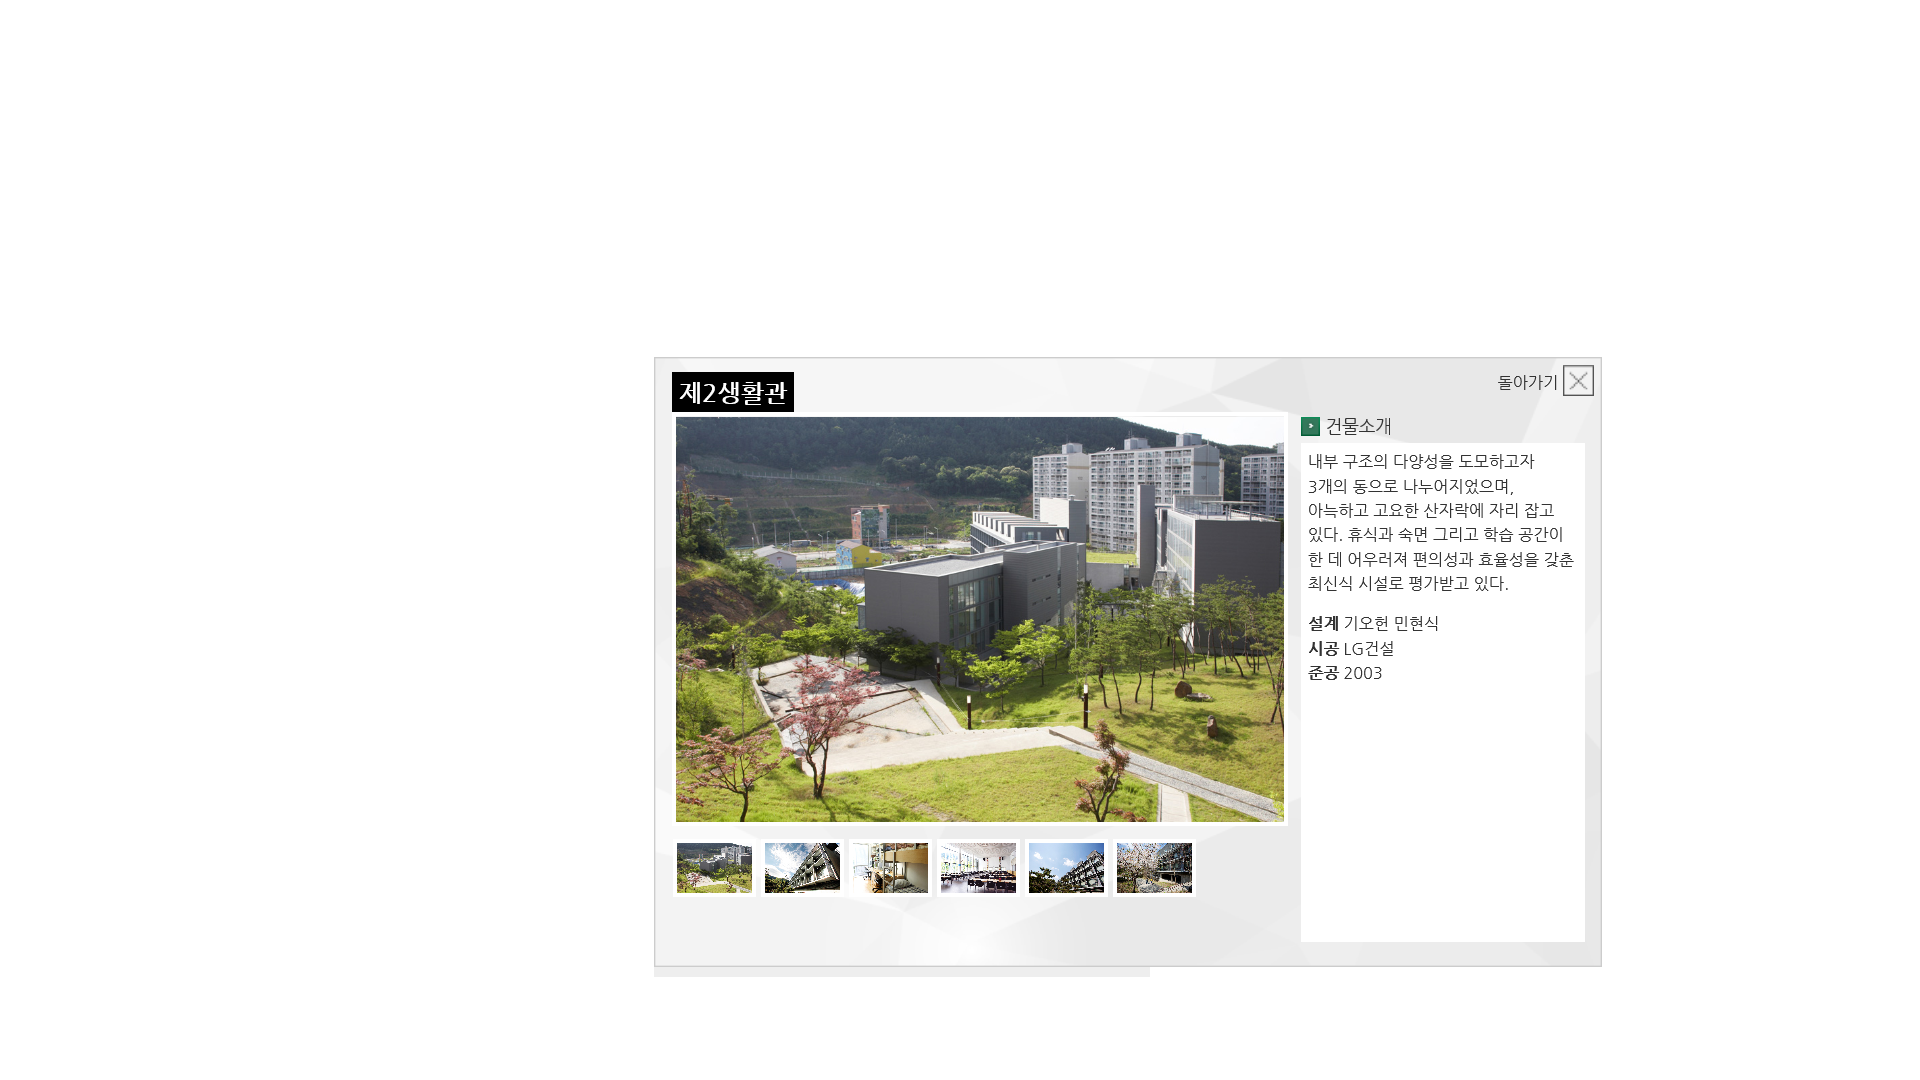 제2생활관
돌아가기
건물소개
내부 구조의 다양성을 도모하고자
3개의 동으로 나누어지었으며,
아늑하고 고요한 산자락에 자리 잡고
있다. 휴식과 숙면 그리고 학습 공간이
한 데 어우러져 편의성과 효율성을 갖춘
최신식 시설로 평가받고 있다.
설계 기오헌 민현식
시공 LG건설
준공 2003